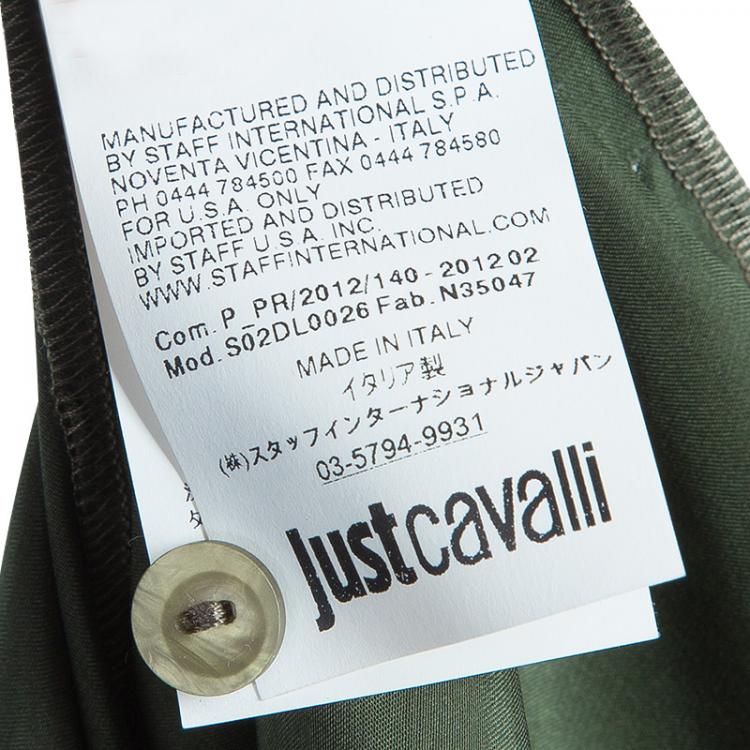 MANUFACTURED AND DISTRIBUTED
BY STAFF INTERNATIONAL S.P.A.
NOVENTA VICENTINA - ITALY
PH 0444 784500 FAX 0444 784580
FOR U.S.A. ONLY
IMPORTED AND DISTRIBUTED
BY STAFF U.S.A. INC.
WWW.STAFFINTERNATIONAL.COM
Com. P_PR/2012/140 - 2012 02
Mod. S02DL0026 Fab. N35047
MADE IN ITALY
イタリア製
(株)スタッフインターナショナルジャパン
03-5794-9931
justcavalli